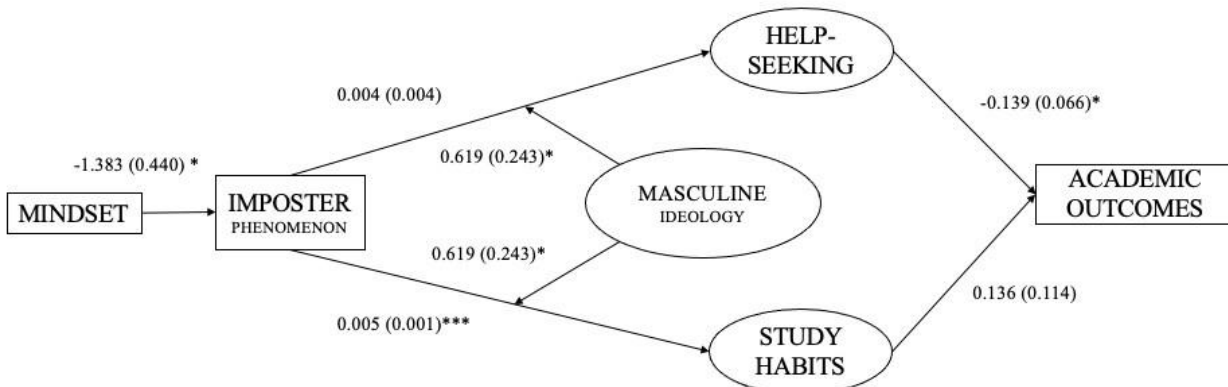 HELP-
SEEKING
0.004 (0.004)
-0.139 (0.066)*
-1.383 (0.440) *
0.619 (0.243)*
MINDSET
IMPOSTER
PHENOMENON
MASCULINE
IDEOLOGY
ACADEMIC
OUTCOMES
0.619 (0.243)*
0.136 (0.114)
0.005 (0.001)***
STUDY
HABITS